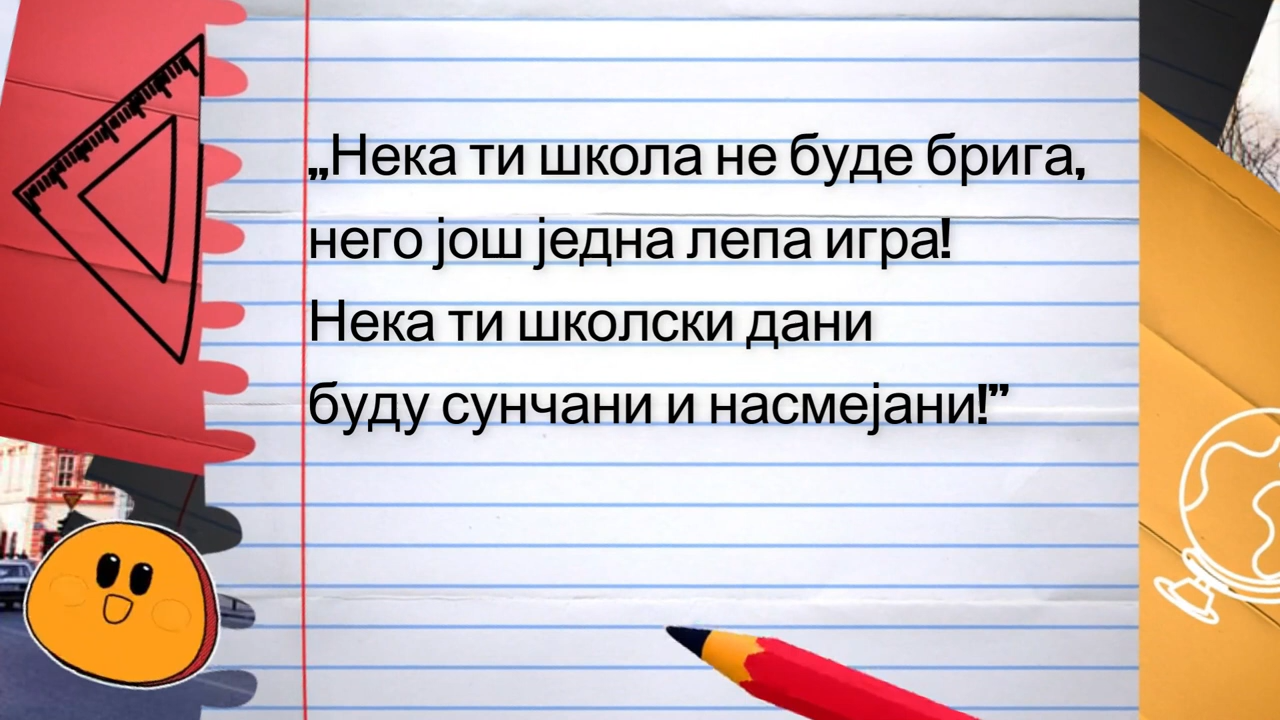 „Нека ти школа не буде брига,
него још једна лепа игра!
Нека ти школски дани
буду сунчани и насмејани!”